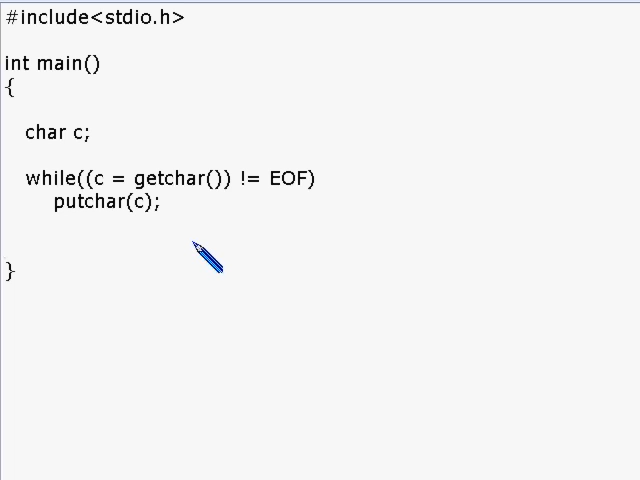 #include<stdio.h>
int main()
{
char c;
while((c = getchar()) != EOF)
putchar(c);
}